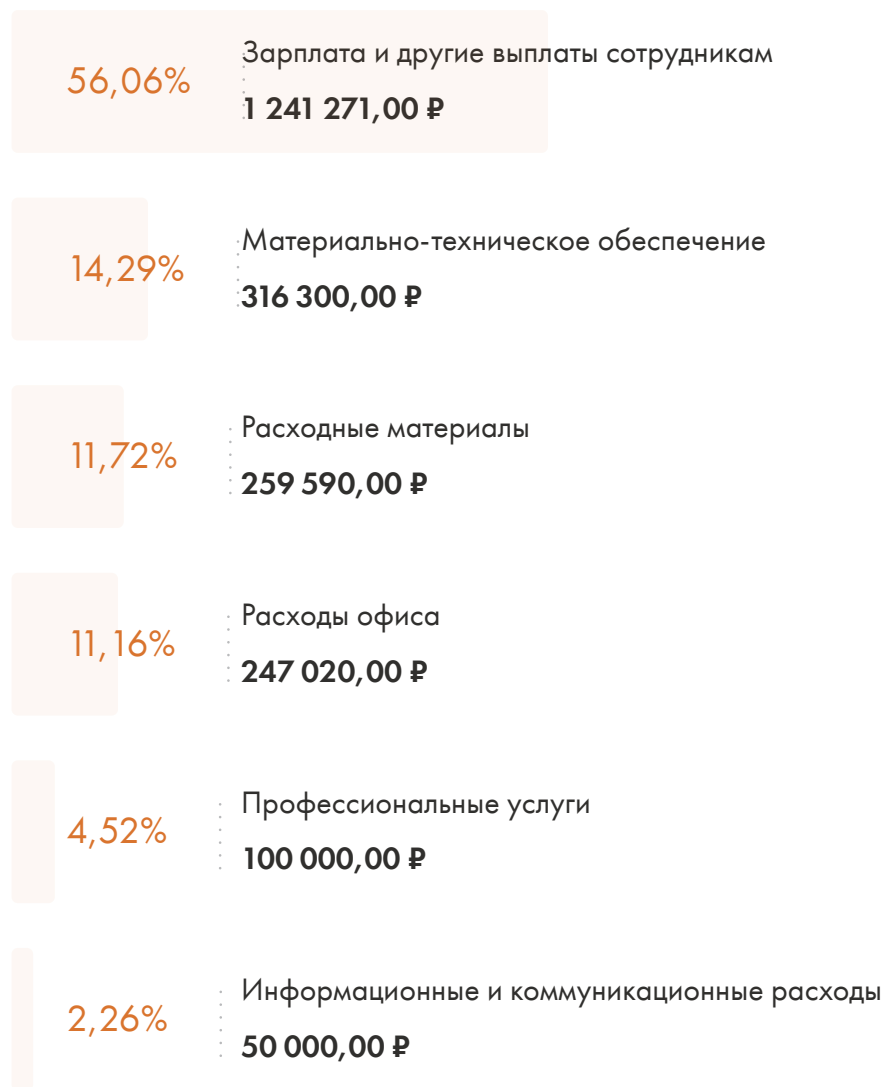 56,06%
Зарплата и другие выплаты сотрудникам
1 241 271,00 ₽
14,29%
Материально-техническое обеспечение
316 300,00 ₽
11,72%
Расходные материалы
259 590,00 ₽
11,16%
Расходы офиса
247 020,00 ₽
4,52%
Профессиональные услуги
100 000,00 ₽
2,26%
Информационные и коммуникационные расходы
50 000,00 ₽